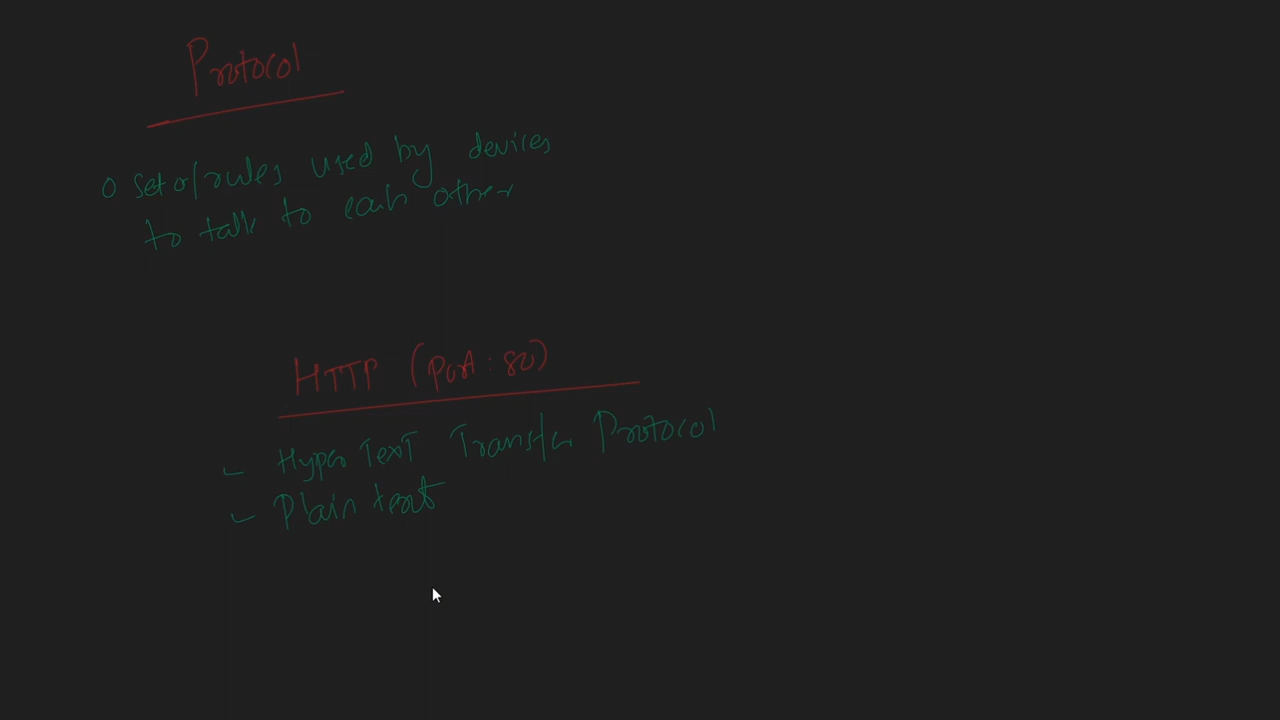 Protocol
o Set of rules used by devices
to talk to each other
HTTP (Port : 80)
- Hyper Text Transfer Protocol
- Plain text